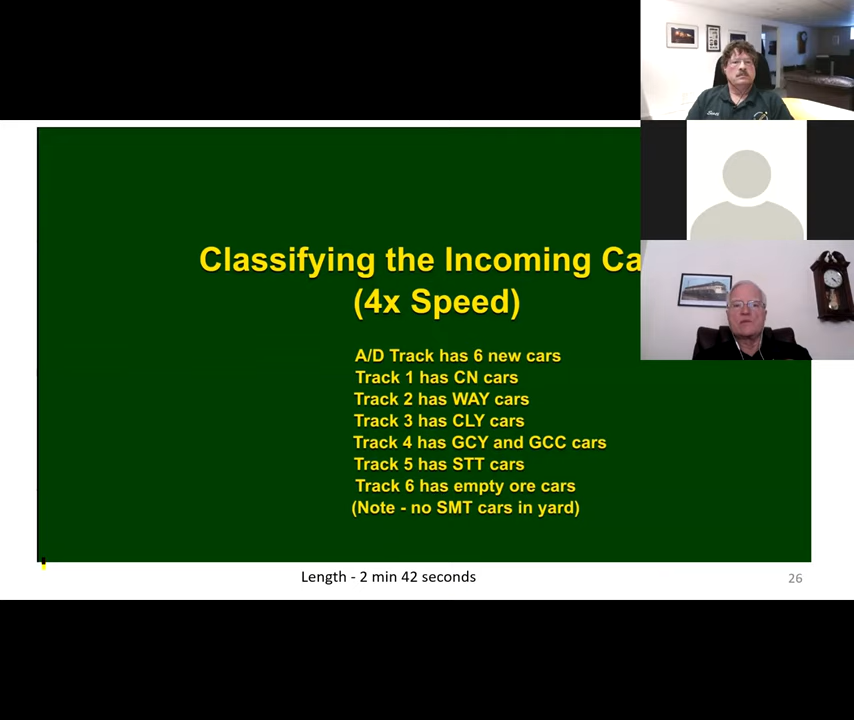 Classifying the Incoming Ca
(4x Speed)
A/D Track has 6 new cars
Track 1 has CN cars
Track 2 has WAY cars
Track 3 has CLY cars
Track 4 has GCY and GCC cars
Track 5 has STT cars
Track 6 has empty ore cars
(Note - no SMT cars in yard)
Length - 2 min 42 seconds
26